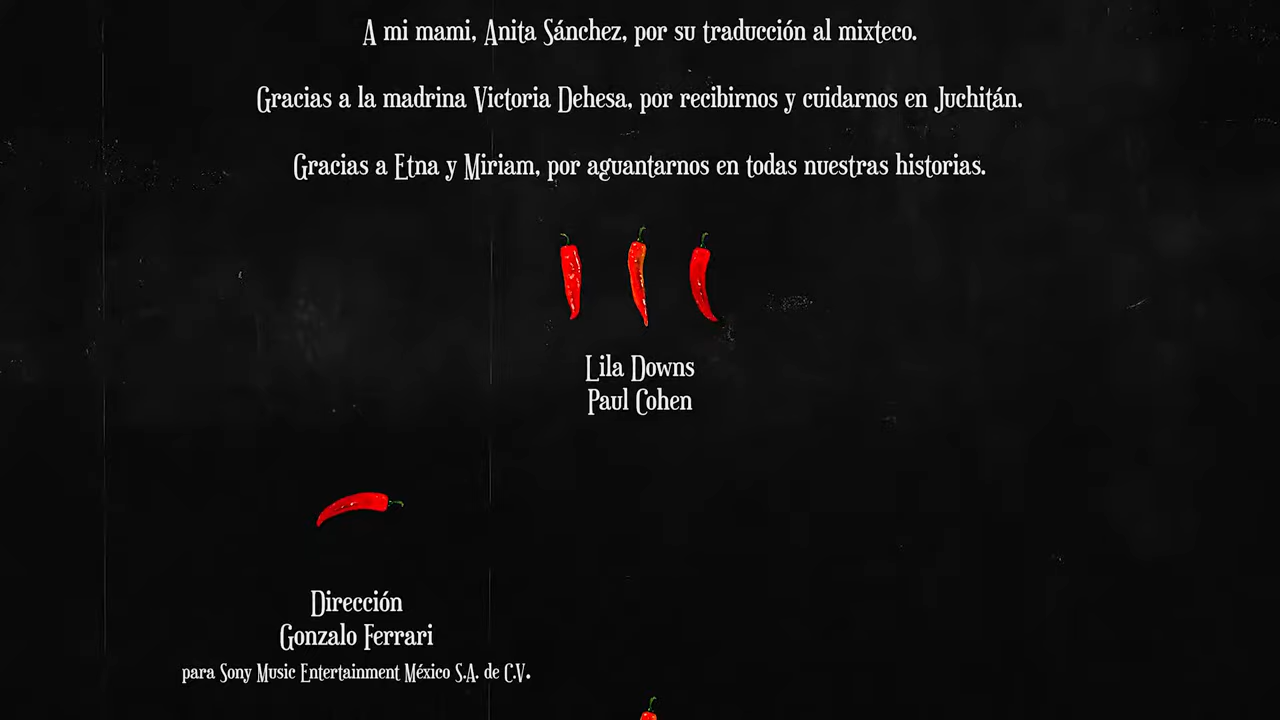 A mi mami, Anita Sánchez, por su traducción al mixteco.
Gracias a la madrina Victoria Dehesa, por recibirnos y cuidarnos en Juchitán.
Gracias a Etna y Miriam, por aguantarnos en todas nuestras historias.
Lila Downs
Paul Cohen
Dirección
Gonzalo Ferrari
para Sony Music Entertainment México S.A. de C.V.